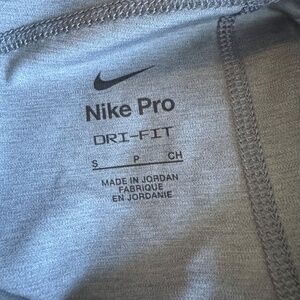 Nike Pro
DRI-FIT
S P CH
MADE IN JORDAN
FABRIQUE
EN JORDANIE